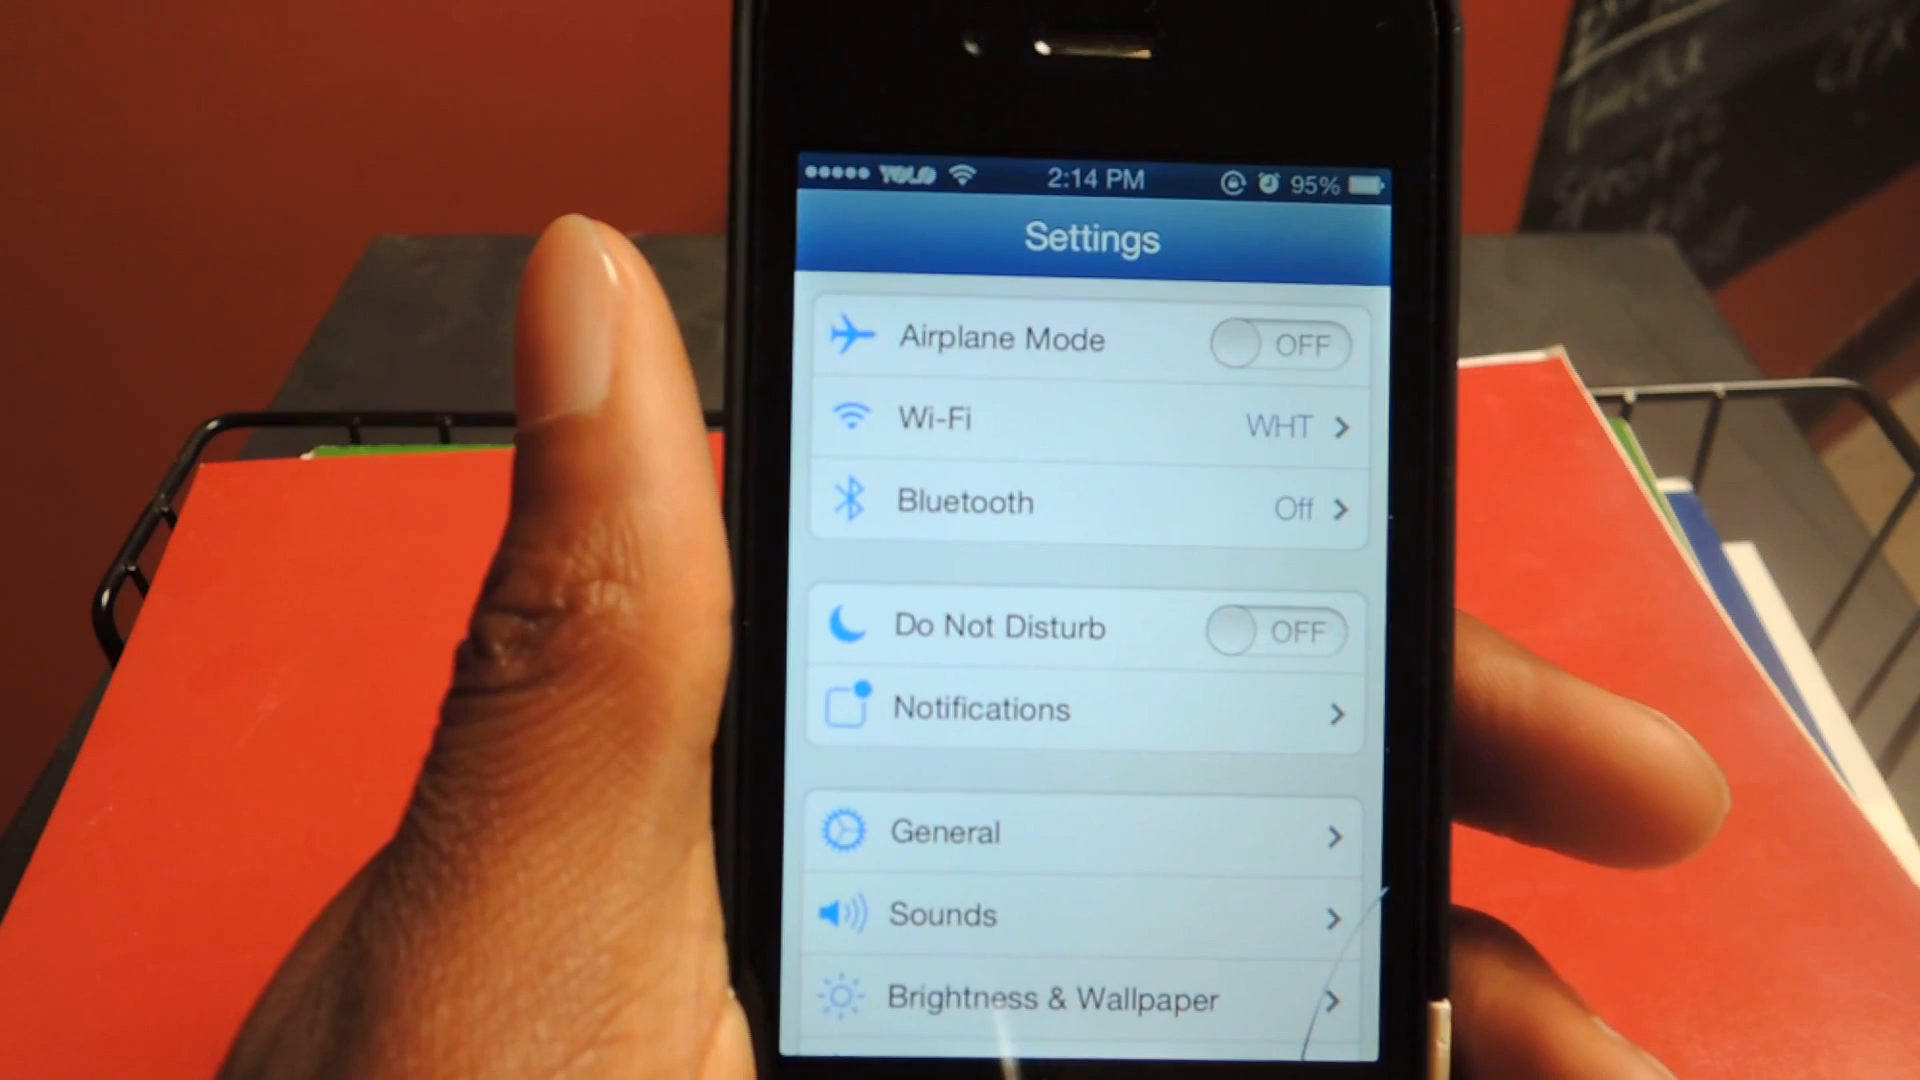 YOLO 2:14 PM 95%
Settings
Airplane Mode OFF
Wi-Fi WHT
Bluetooth Off
Do Not Disturb OFF
Notifications
General
Sounds
Brightness & Wallpaper